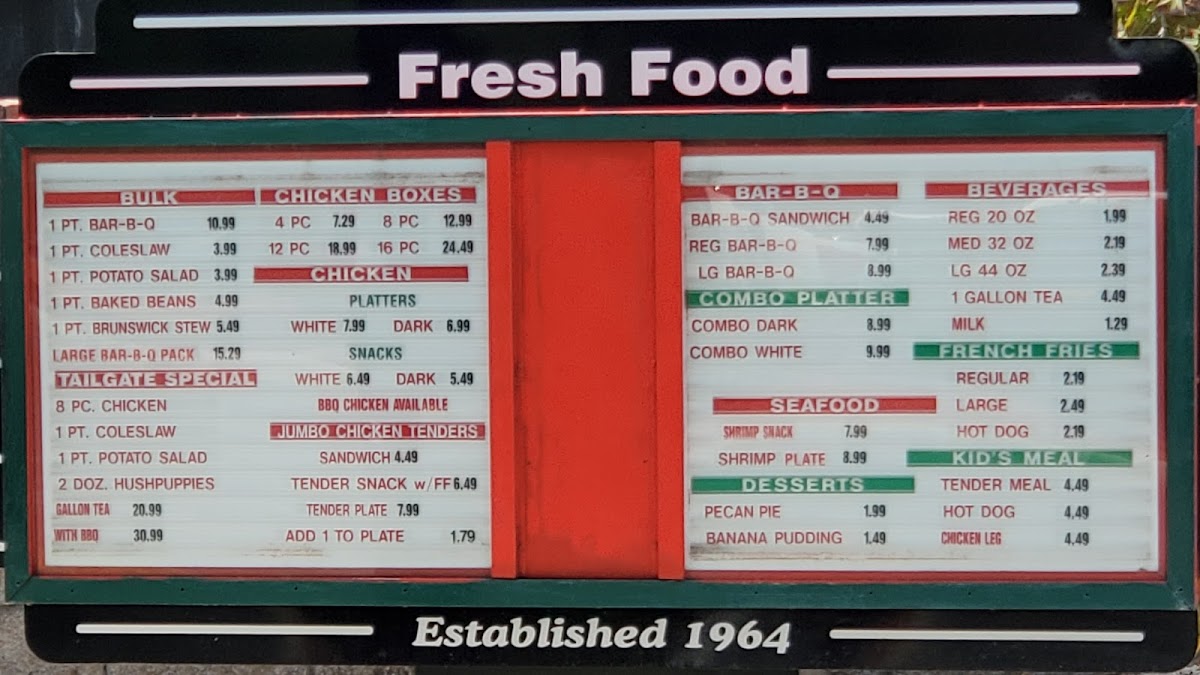 Fresh Food
BULK
1 PT. BAR-B-Q 10.99
1 PT. COLESLAW 3.99
1 PT. POTATO SALAD 3.99
1 PT. BAKED BEANS 4.99
1 PT. BRUNSWICK STEW 5.49
LARGE BAR-B-Q PACK 15.29
TAILGATE SPECIAL
8 PC. CHICKEN
1 PT. COLESLAW
1 PT. POTATO SALAD
2 DOZ. HUSHPUPPIES
GALLON TEA 20.99
WITH BBQ 30.99
CHICKEN BOXES
4 PC 7.29 8 PC 12.99
12 PC 18.99 16 PC 24.49
CHICKEN
PLATTERS
WHITE 7.99 DARK 6.99
SNACKS
WHITE 6.49 DARK 5.49
BBQ CHICKEN AVAILABLE
JUMBO CHICKEN TENDERS
SANDWICH 4.49
TENDER SNACK w/FF 6.49
TENDER PLATE 7.99
ADD 1 TO PLATE 1.79
BAR-B-Q
BAR-B-Q SANDWICH 4.49
REG BAR-B-Q 7.99
LG BAR-B-Q 8.99
COMBO PLATTER
COMBO DARK 8.99
COMBO WHITE 9.99
SEAFOOD
SHRIMP SNACK 7.99
SHRIMP PLATE 8.99
DESSERTS
PECAN PIE 1.99
BANANA PUDDING 1.49
BEVERAGES
REG 20 OZ 1.99
MED 32 OZ 2.19
LG 44 OZ 2.39
1 GALLON TEA 4.49
MILK 1.29
FRENCH FRIES
REGULAR 2.19
LARGE 2.49
HOT DOG 2.19
KID'S MEAL
TENDER MEAL 4.49
HOT DOG 4.49
CHICKEN LEG 4.49
Established 1964